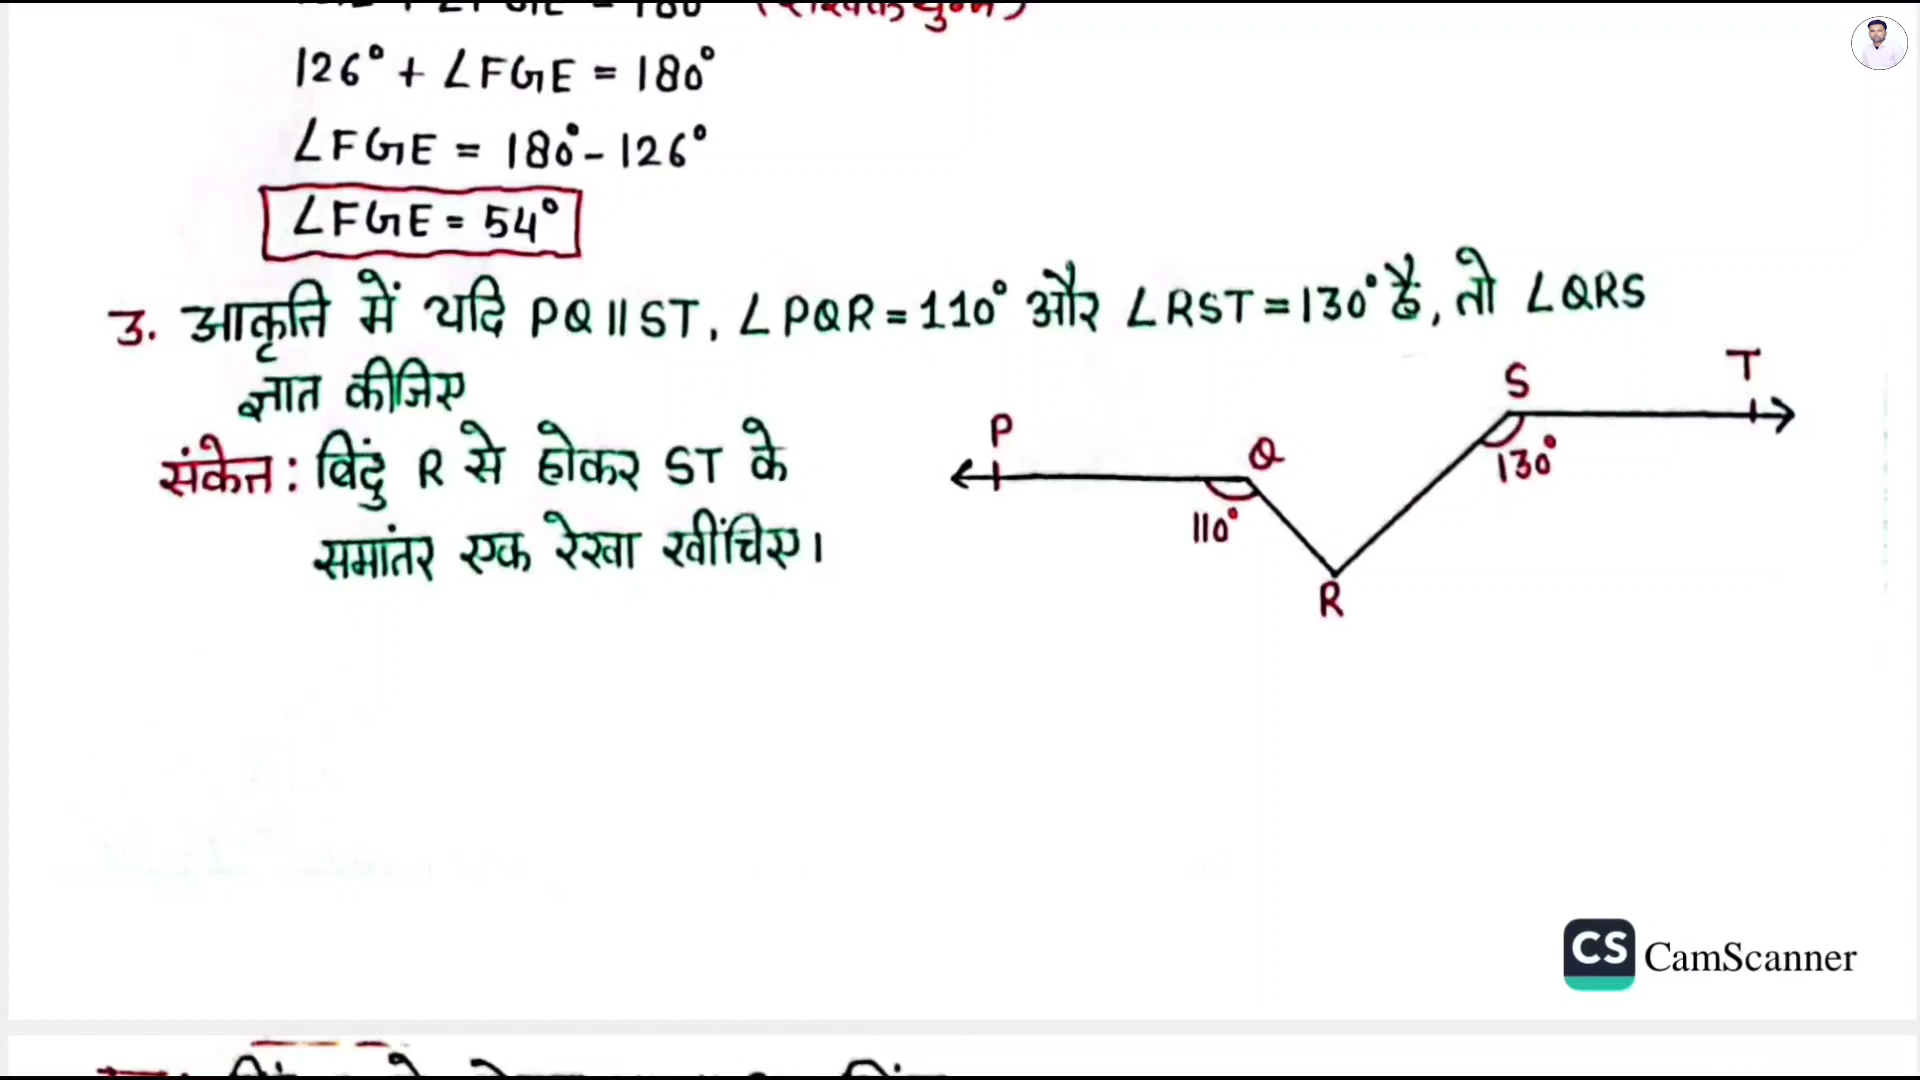 126° + ∠FGE = 180°
∠FGE = 180° - 126°
∠FGE = 54°
3. आकृति में यदि PQ || ST, ∠PQR = 110° और ∠RST = 130° है, तो ∠QRS
ज्ञात कीजिए
संकेत : बिंदु R से होकर ST के
समांतर एक रेखा खींचिए।
P
Q
S
T
110°
130°
R
CS CamScanner